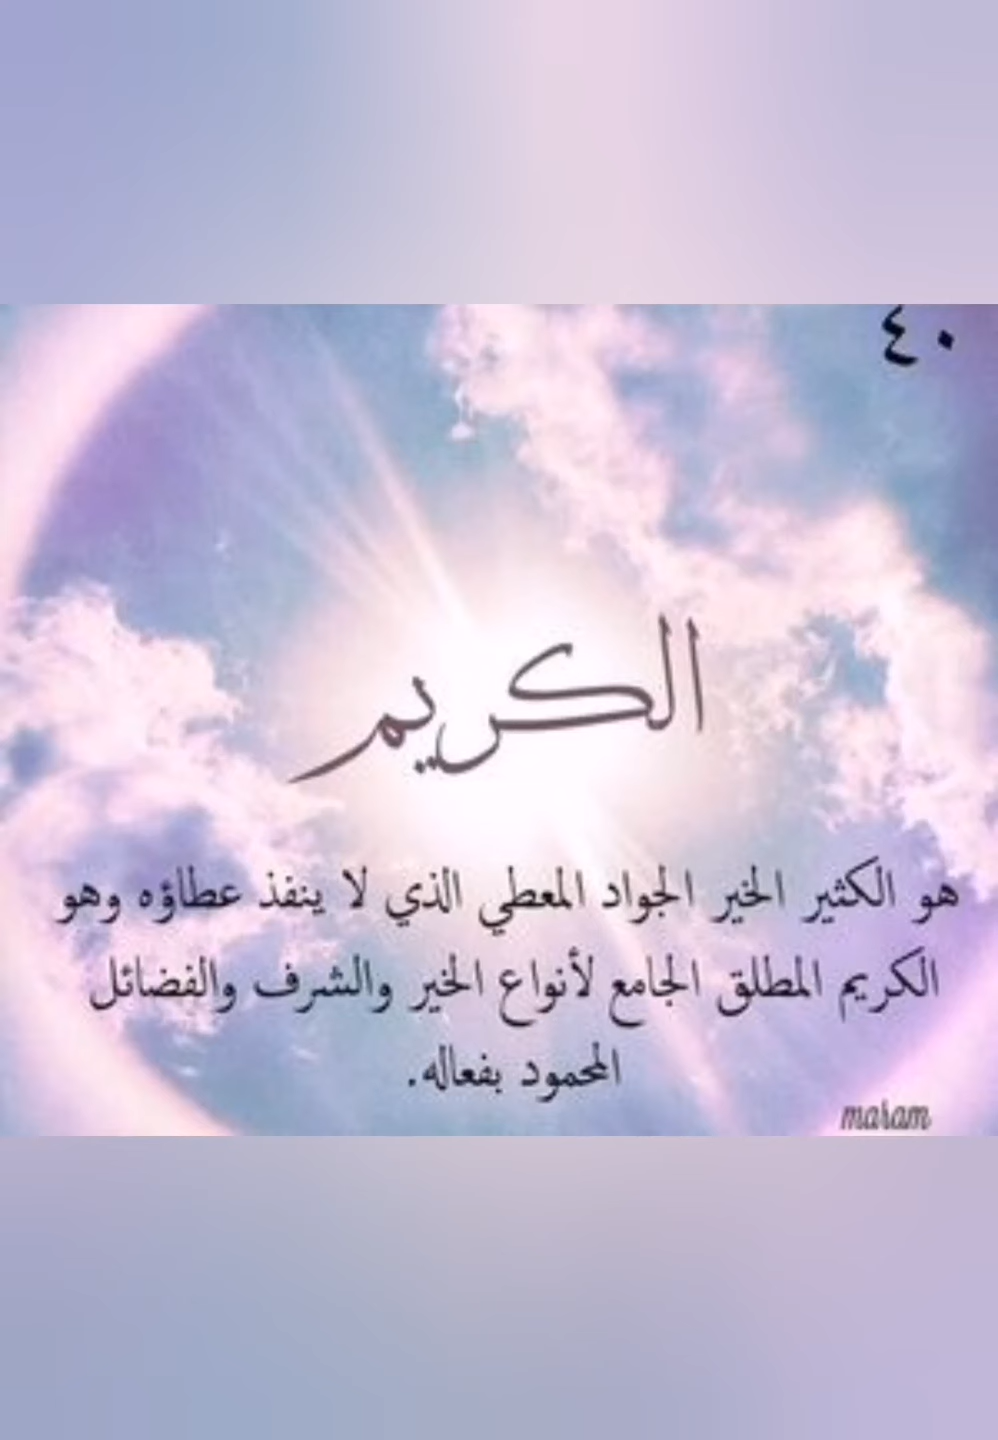 ٤٠
الكريم
هو الكثير الخير الجواد المعطي الذي لا ينفذ عطاؤه وهو
الكريم المطلق الجامع لأنواع الخير والشرف والفضائل
المحمود بفعاله.
maram